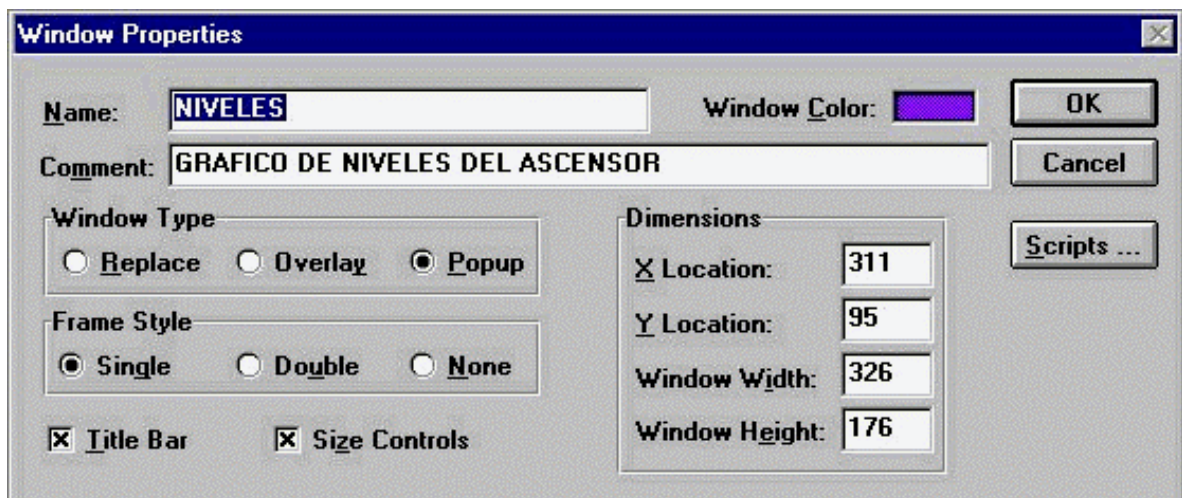 Window Properties
Name: NIVELES Window Color: OK
Comment: GRAFICO DE NIVELES DEL ASCENSOR Cancel
Window Type
Replace Overlay Popup
Frame Style
Single Double None
Title Bar Size Controls
Dimensions
X Location: 311
Y Location: 95
Window Width: 326
Window Height: 176
Scripts ...